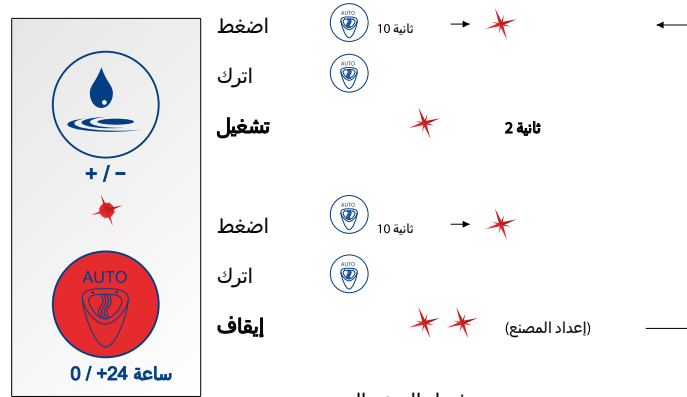 اضغط AUTO 10 ثانية
اترك AUTO
تشغيل 2 ثانية
+ / −
اضغط AUTO 10 ثانية
اترك AUTO
AUTO
إيقاف (إعداد المصنع)
0 / +24 ساعة